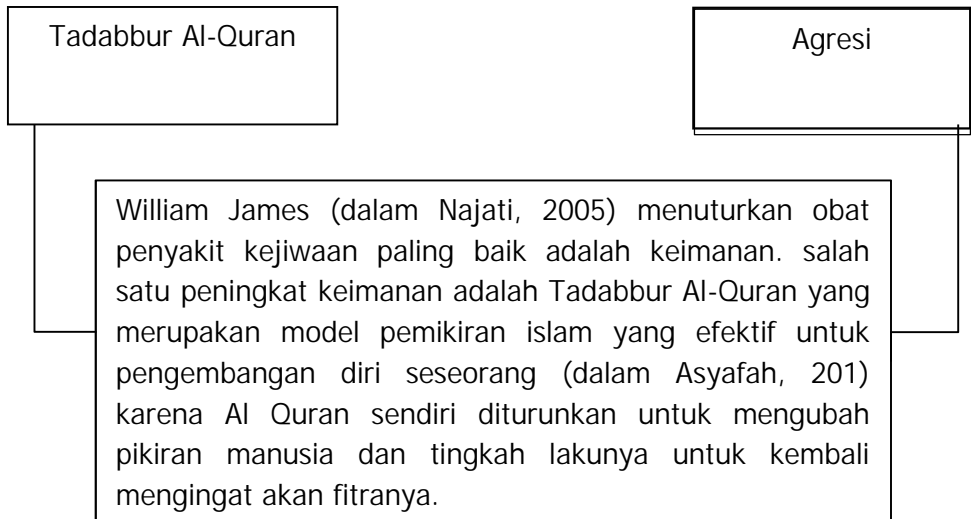 Tadabbur Al-Quran
Agresi
William James (dalam Najati, 2005) menuturkan obat
penyakit kejiwaan paling baik adalah keimanan. salah
satu peningkat keimanan adalah Tadabbur Al-Quran yang
merupakan model pemikiran islam yang efektif untuk
pengembangan diri seseorang (dalam Asyafah, 201)
karena Al Quran sendiri diturunkan untuk mengubah
pikiran manusia dan tingkah lakunya untuk kembali
mengingat akan fitranya.